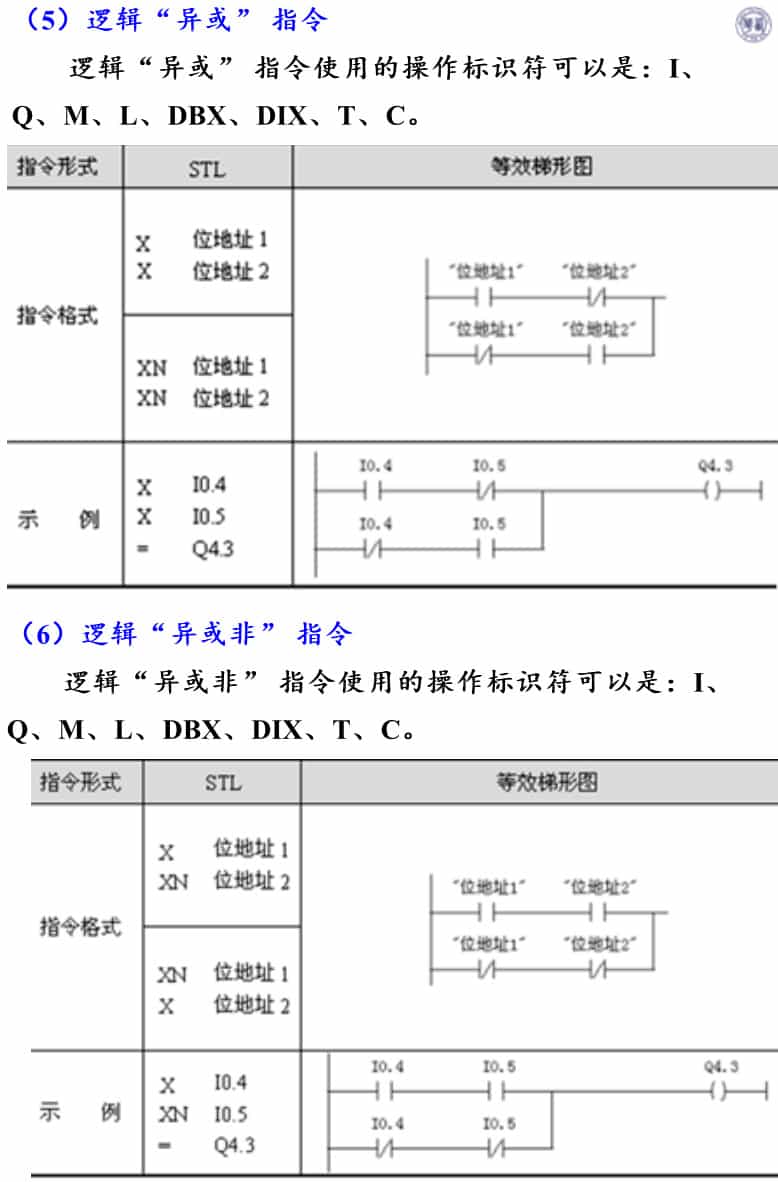 （5）逻辑“异或” 指令
逻辑“异或” 指令使用的操作标识符可以是：I、
Q、M、L、DBX、DIX、T、C。
指令形式 STL 等效梯形图
指令格式
X 位地址1
X 位地址2
XN 位地址1
XN 位地址2
"位地址1" "位地址2"
"位地址1" "位地址2"
示 例
X I0.4
X I0.5
= Q4.3
I0.4 I0.5 Q4.3
I0.4 I0.5
（6）逻辑“异或非” 指令
逻辑“异或非” 指令使用的操作标识符可以是：I、
Q、M、L、DBX、DIX、T、C。
指令形式 STL 等效梯形图
指令格式
X 位地址1
XN 位地址2
XN 位地址1
X 位地址2
"位地址1" "位地址2"
"位地址1" "位地址2"
示 例
X I0.4
XN I0.5
= Q4.3
I0.4 I0.5 Q4.3
I0.4 I0.5